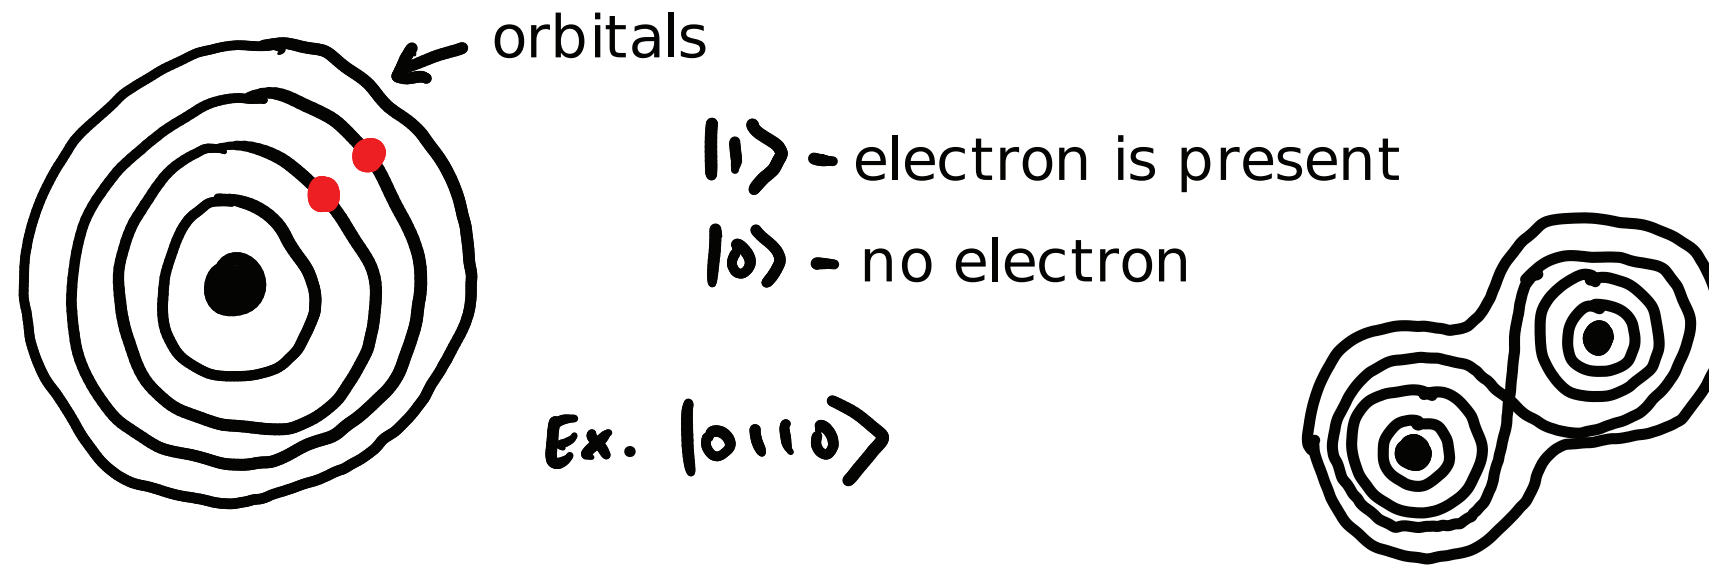 orbitals
|1⟩ - electron is present
|0⟩ - no electron
Ex. |0110⟩